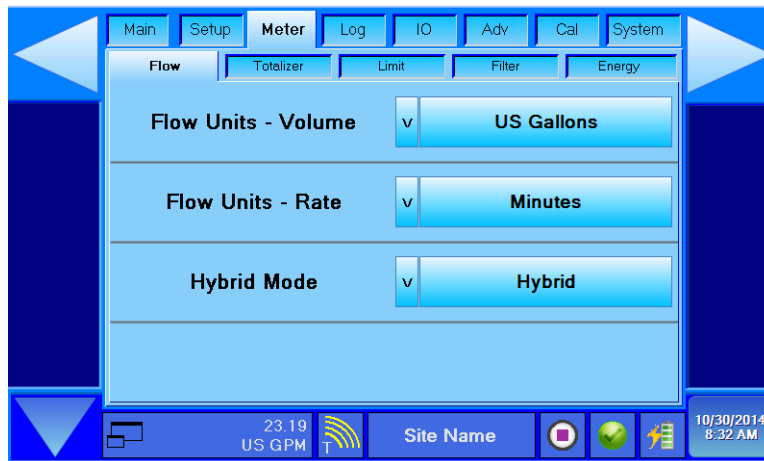 Main Setup Meter Log IO Adv Cal System
Flow Totalizer Limit Filter Energy
Flow Units - Volume v US Gallons
Flow Units - Rate v Minutes
Hybrid Mode v Hybrid
23.19
US GPM T Site Name
10/30/2014
8:32 AM